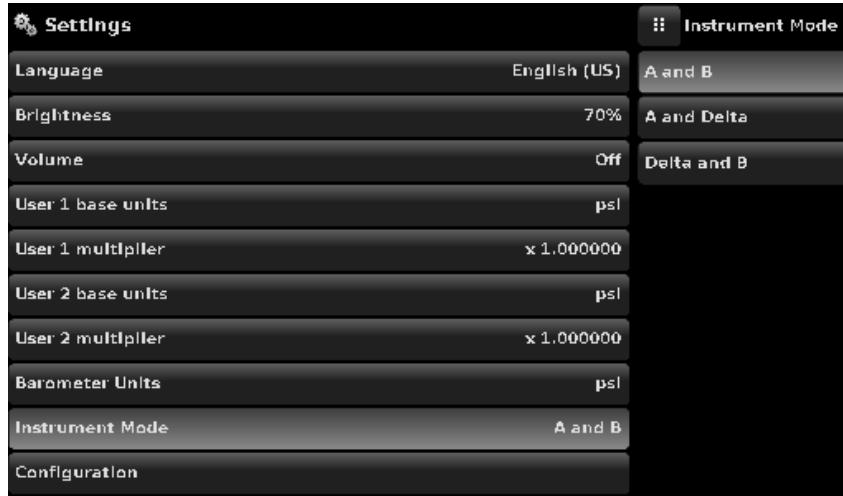 Settings
Language English (US)
Brightness 70%
Volume Off
User 1 base units psi
User 1 multiplier x 1.000000
User 2 base units psi
User 2 multiplier x 1.000000
Barometer Units psi
Instrument Mode A and B
Configuration
Instrument Mode
A and B
A and Delta
Delta and B